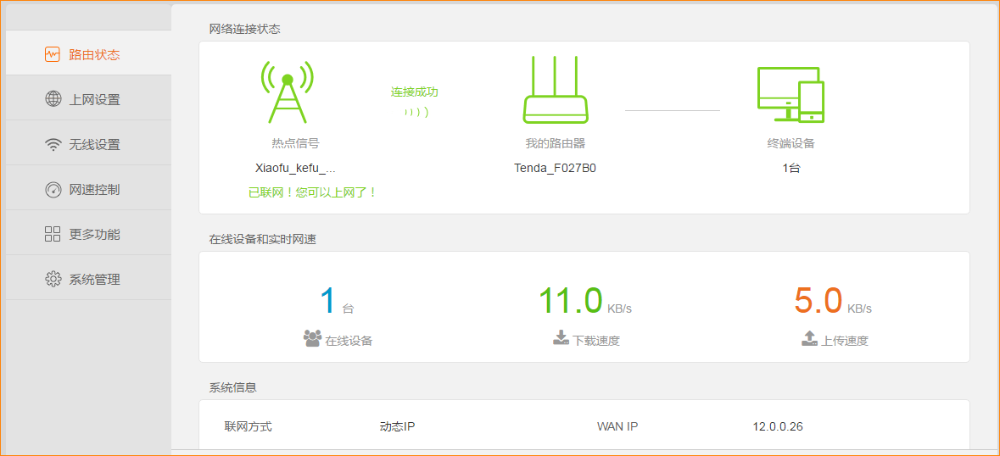 网络连接状态
路由状态
上网设置
无线设置
网速控制
更多功能
系统管理
连接成功
热点信号
我的路由器
终端设备
Xiaofu_kefu_...
Tenda_F027B0
1台
已联网！您可以上网了！
在线设备和实时网速
1 台
11.0 KB/s
5.0 KB/s
在线设备
下载速度
上传速度
系统信息
联网方式 动态IP WAN IP 12.0.0.26